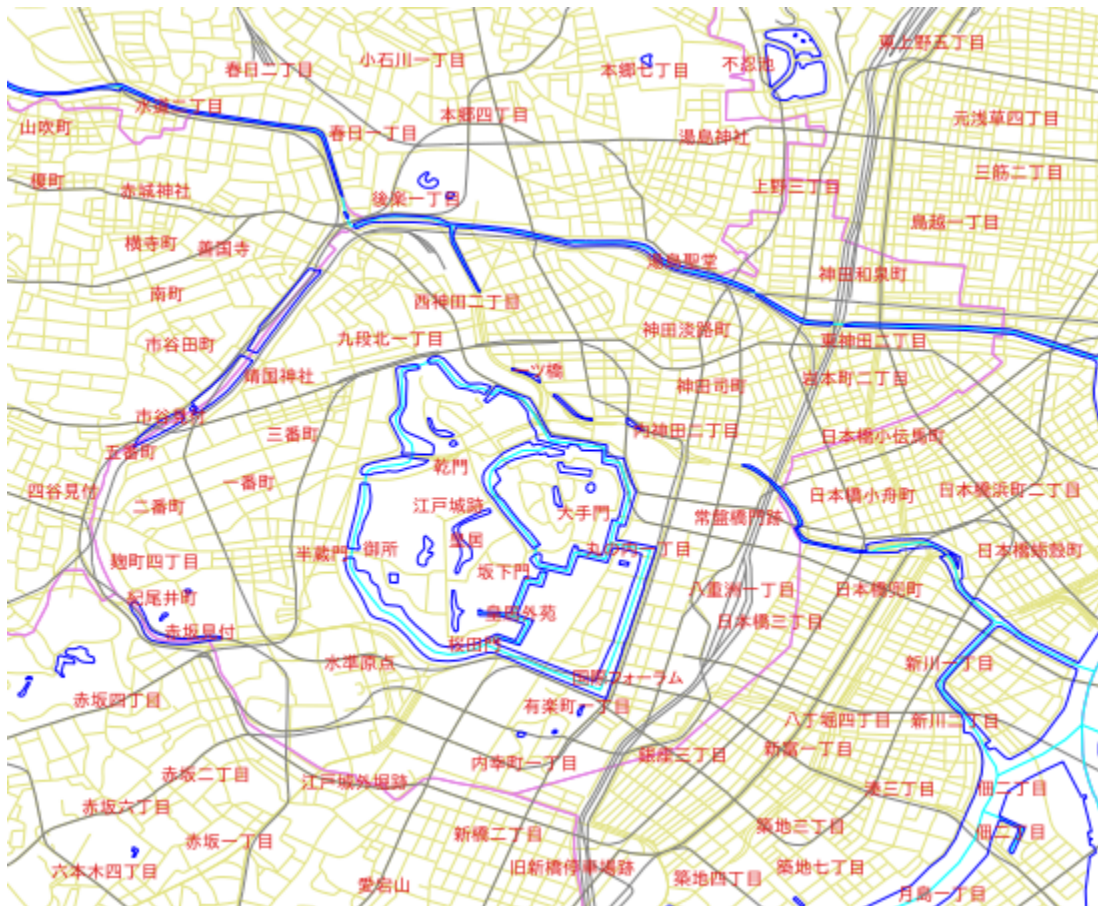 東上野五丁目
小石川一丁目
春日二丁目
本郷七丁目
不忍池
水道二丁目
本郷四丁目
元浅草四丁目
山吹町
春日一丁目
湯島神社
三筋二丁目
榎町
赤城神社
上野三丁目
後楽一丁目
鳥越一丁目
横寺町
善国寺
湯島聖堂
神田和泉町
南町
西神田二丁目
神田淡路町
九段北一丁目
東神田二丁目
市谷田町
一ツ橋
靖国神社
神田司町
岩本町二丁目
市谷見附
三番町
内神田二丁目
日本橋小伝馬町
五番町
乾門
一番町
四谷見付
日本橋小舟町
日本橋浜町二丁目
二番町
江戸城跡
大手門
常盤橋門跡
皇居
御所
丸の内一丁目
半蔵門
日本橋蛎殻町
麹町四丁目
坂下門
八重洲一丁目
日本橋兜町
紀尾井町
皇居外苑
日本橋三丁目
赤坂見付
桜田門
水準原点
新川一丁目
国際フォーラム
赤坂四丁目
有楽町一丁目
八丁堀四丁目
新川二丁目
新富一丁目
銀座三丁目
内幸町一丁目
赤坂二丁目
江戸城外堀跡
湊三丁目
佃二丁目
赤坂六丁目
築地三丁目
佃二丁目
新橋二丁目
赤坂一丁目
旧新橋停車場跡
築地七丁目
六本木四丁目
築地四丁目
愛宕山
月島一丁目